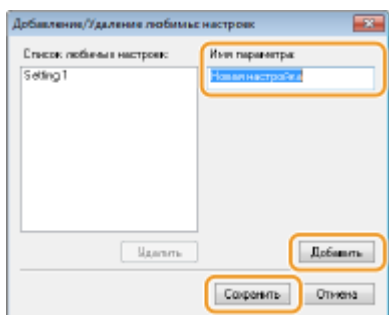 Добавление/Удаление любимых настроек
Список любимых настроек:
Имя параметра:
Setting 1
Новая настройка
Удалить
Добавить
Сохранить
Отмена